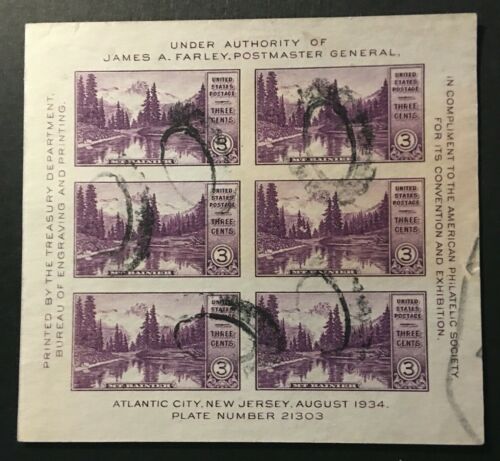 UNDER AUTHORITY OF
JAMES A. FARLEY, POSTMASTER GENERAL.
PRINTED BY THE TREASURY DEPARTMENT,
BUREAU OF ENGRAVING AND PRINTING.
UNITED
STATES
POSTAGE
THREE
CENTS
3
MT. RAINIER
UNITED
STATES
POSTAGE
THREE
CENTS
3
MT. RAINIER
UNITED
STATES
POSTAGE
THREE
CENTS
3
MT. RAINIER
UNITED
STATES
POSTAGE
THREE
CENTS
3
MT. RAINIER
UNITED
STATES
POSTAGE
THREE
CENTS
3
MT. RAINIER
UNITED
STATES
POSTAGE
THREE
CENTS
3
MT. RAINIER
IN COMPLIMENT TO THE AMERICAN PHILATELIC SOCIETY
FOR ITS CONVENTION AND EXHIBITION.
ATLANTIC CITY, NEW JERSEY, AUGUST 1934.
PLATE NUMBER 21303